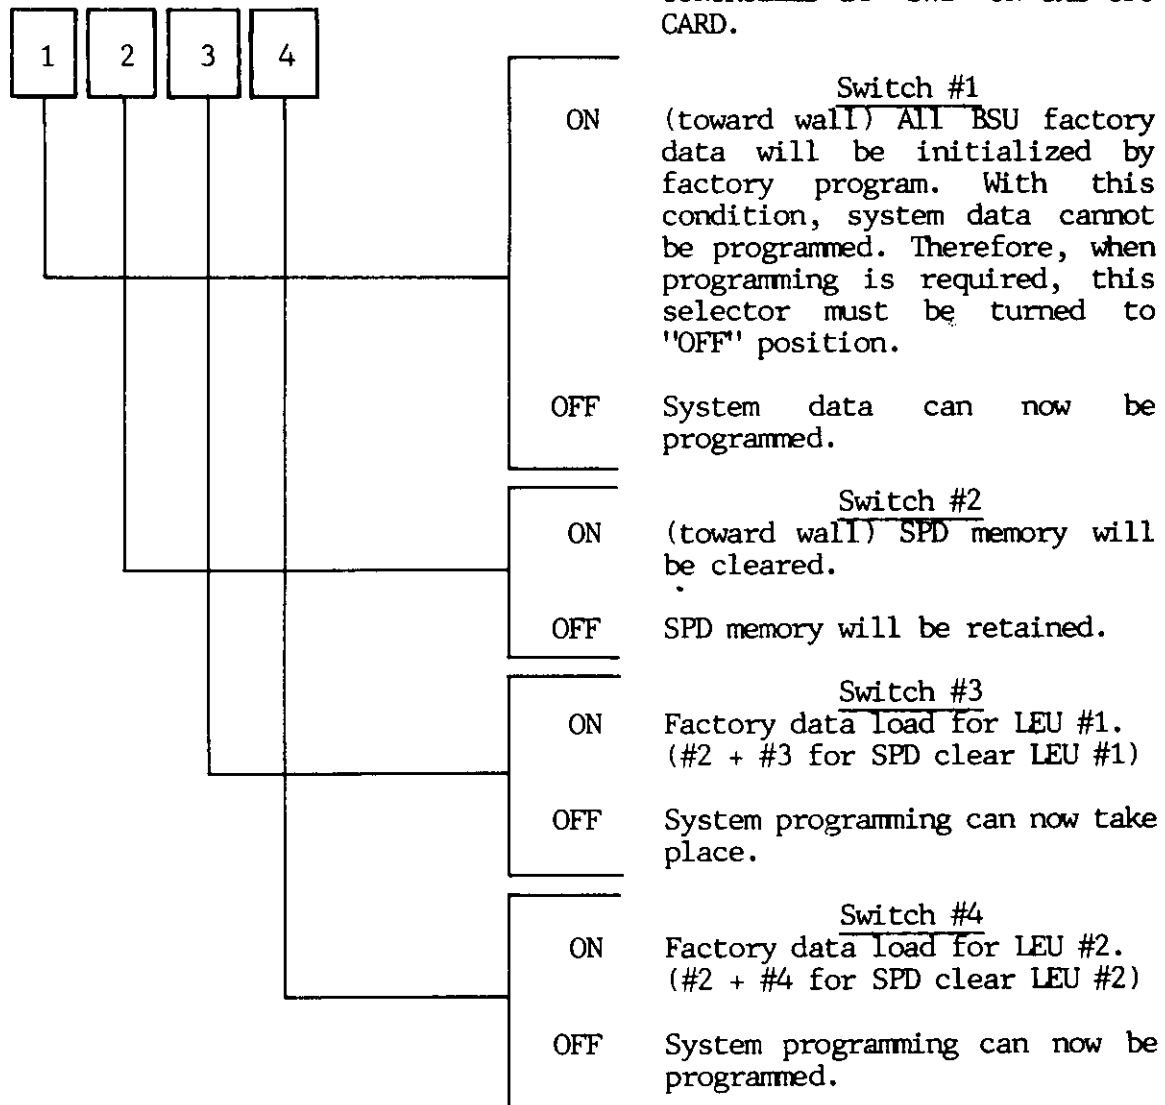 CARD.
1 2 3 4
Switch #1
ON (toward wall) All BSU factory
data will be initialized by
factory program. With this
condition, system data cannot
be programmed. Therefore, when
programming is required, this
selector must be turned to
"OFF" position.
OFF System data can now be
programmed.
Switch #2
ON (toward wall) SPD memory will
be cleared.
OFF SPD memory will be retained.
Switch #3
ON Factory data load for LEU #1.
(#2 + #3 for SPD clear LEU #1)
OFF System programming can now take
place.
Switch #4
ON Factory data load for LEU #2.
(#2 + #4 for SPD clear LEU #2)
OFF System programming can now be
programmed.